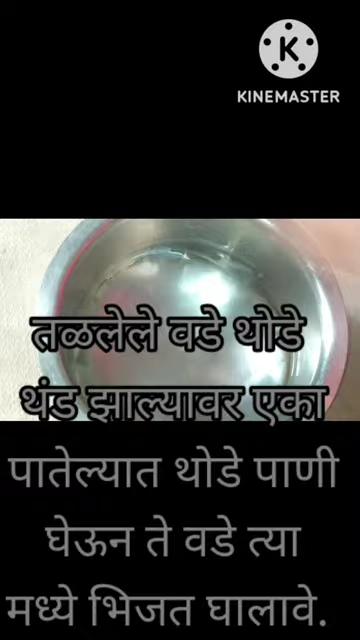 KINEMASTER
तळलेले वडे थोडे
थंड झाल्यावर एका
पातेल्यात थोडे पाणी
घेऊन ते वडे त्या
मध्ये भिजत घालावे.